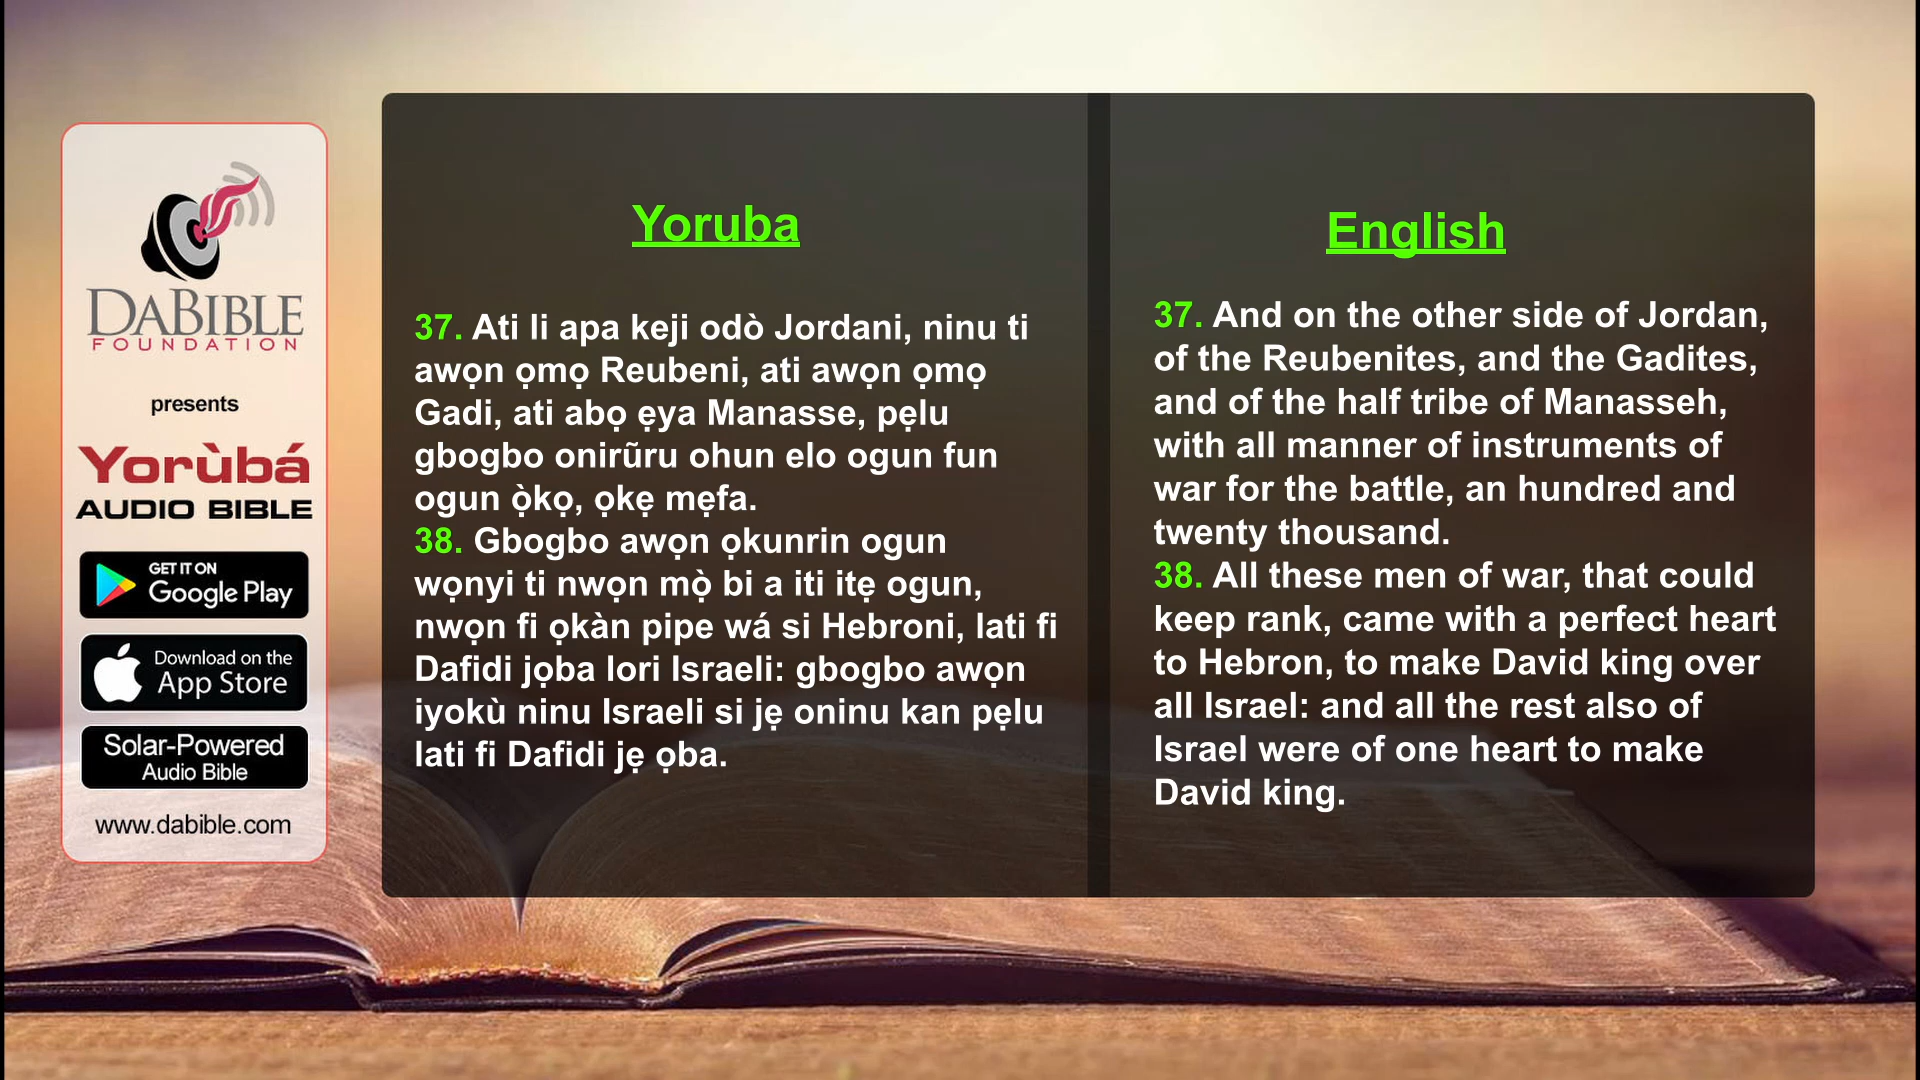 DABIBLE
FOUNDATION
presents
Yorùbá
AUDIO BIBLE
GET IT ON
Google Play
Download on the
App Store
Solar-Powered
Audio Bible
www.dabible.com
Yoruba
37. Ati li apa keji odò Jordani, ninu ti
awọn ọmọ Reubeni, ati awọn ọmọ
Gadi, ati abọ ẹya Manasse, pẹlu
gbogbo onirũru ohun elo ogun fun
ogun ọ̀kọ, ọkẹ mẹfa.
38. Gbogbo awọn ọkunrin ogun
wọnyi ti nwọn mọ̀ bi a iti itẹ ogun,
nwọn fi ọkàn pipe wá si Hebroni, lati fi
Dafidi jọba lori Israeli: gbogbo awọn
iyokù ninu Israeli si jẹ oninu kan pẹlu
lati fi Dafidi jẹ ọba.
English
37. And on the other side of Jordan,
of the Reubenites, and the Gadites,
and of the half tribe of Manasseh,
with all manner of instruments of
war for the battle, an hundred and
twenty thousand.
38. All these men of war, that could
keep rank, came with a perfect heart
to Hebron, to make David king over
all Israel: and all the rest also of
Israel were of one heart to make
David king.